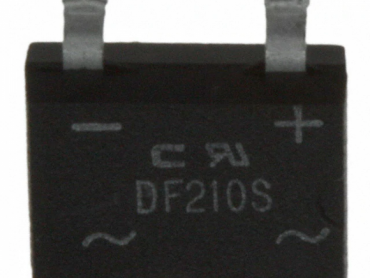 − +
DF210S
~ ~